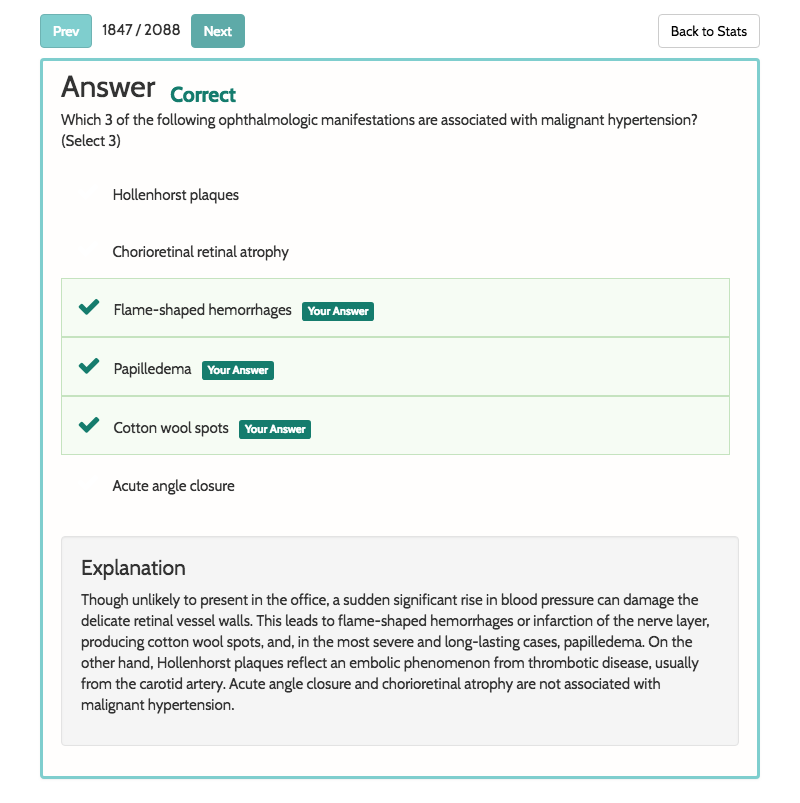 Prev 1847 / 2088 Next Back to Stats
Answer Correct
Which 3 of the following ophthalmologic manifestations are associated with malignant hypertension?
(Select 3)
Hollenhorst plaques
Chorioretinal retinal atrophy
Flame-shaped hemorrhages Your Answer
Papilledema Your Answer
Cotton wool spots Your Answer
Acute angle closure
Explanation
Though unlikely to present in the office, a sudden significant rise in blood pressure can damage the
delicate retinal vessel walls. This leads to flame-shaped hemorrhages or infarction of the nerve layer,
producing cotton wool spots, and, in the most severe and long-lasting cases, papilledema. On the
other hand, Hollenhorst plaques reflect an embolic phenomenon from thrombotic disease, usually
from the carotid artery. Acute angle closure and chorioretinal atrophy are not associated with
malignant hypertension.